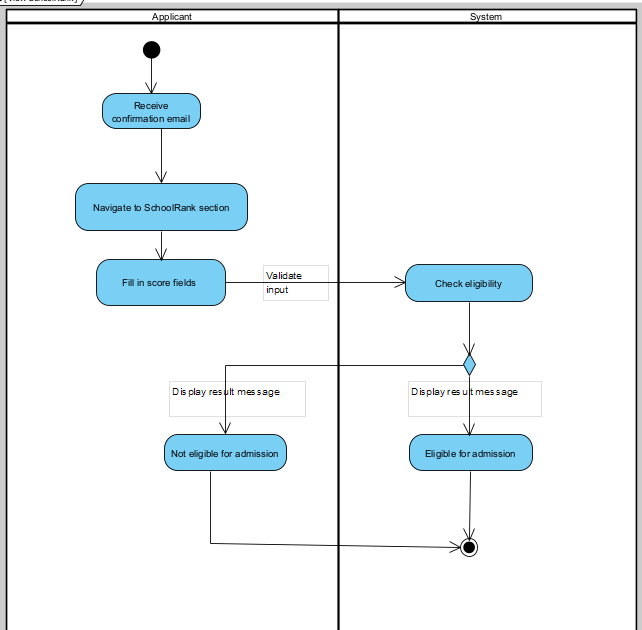 Applicant
System
Receive
confirmation email
Navigate to SchoolRank section
Fill in score fields
Validate
input
Check eligibility
Display result message
Display result message
Not eligible for admission
Eligible for admission